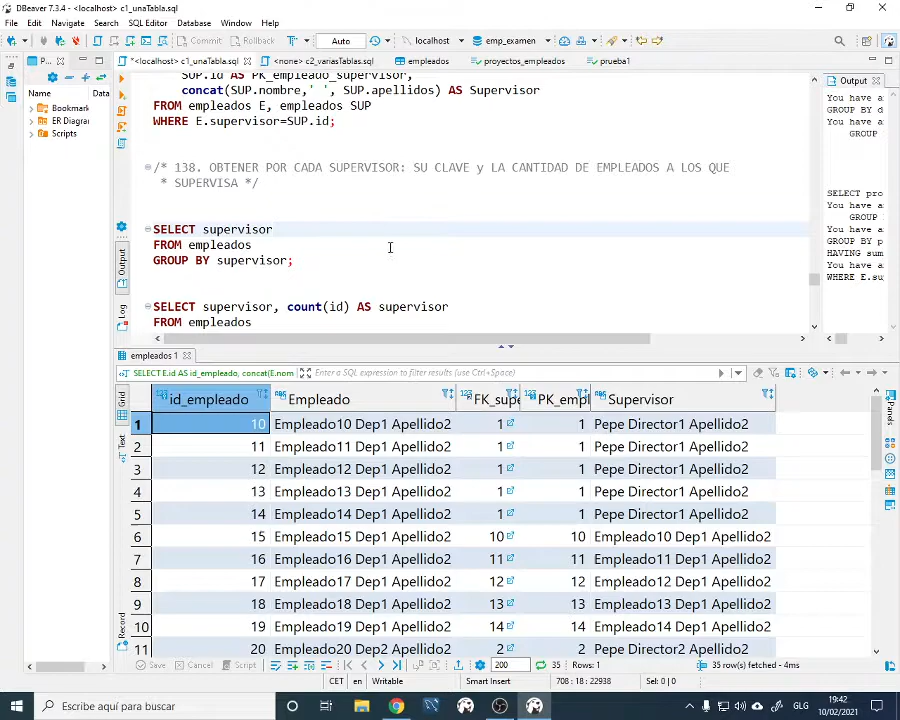 DBeaver 7.3.4 - <localhost> c1_unaTabla.sql
File Edit Navigate Search SQL Editor Database Window Help
Commit Rollback Auto localhost emp_examen
P... *<localhost> c1_unaTabla.sql <none> c2_variasTablas.sql empleados proyectos_empleados prueba1 Output
Name Data
Bookmark
ER Diagra
Scripts
SUP.id AS PK_empleado_supervisor,
concat(SUP.nombre,' ', SUP.apellidos) AS Supervisor
FROM empleados E, empleados SUP
WHERE E.supervisor=SUP.id;
/* 138. OBTENER POR CADA SUPERVISOR: SU CLAVE y LA CANTIDAD DE EMPLEADOS A LOS QUE
* SUPERVISA */
SELECT supervisor
FROM empleados
GROUP BY supervisor;
SELECT supervisor, count(id) AS supervisor
FROM empleados
Output
Log
You have a
GROUP BY d
You have a
GROUP
SELECT pro
You have a
GROUP
You have a
GROUP BY p
HAVING sum
You have a
WHERE E.su
empleados 1
SELECT E.id AS id_empleado, concat(E.nom Enter a SQL expression to filter results (use Ctrl+Space)
Grid
Text
Record
Panels
id_empleado Empleado FK_supe PK_empl Supervisor
1 10 Empleado10 Dep1 Apellido2 1 1 Pepe Director1 Apellido2
2 11 Empleado11 Dep1 Apellido2 1 1 Pepe Director1 Apellido2
3 12 Empleado12 Dep1 Apellido2 1 1 Pepe Director1 Apellido2
4 13 Empleado13 Dep1 Apellido2 1 1 Pepe Director1 Apellido2
5 14 Empleado14 Dep1 Apellido2 1 1 Pepe Director1 Apellido2
6 15 Empleado15 Dep1 Apellido2 10 10 Empleado10 Dep1 Apellido2
7 16 Empleado16 Dep1 Apellido2 11 11 Empleado11 Dep1 Apellido2
8 17 Empleado17 Dep1 Apellido2 12 12 Empleado12 Dep1 Apellido2
9 18 Empleado18 Dep1 Apellido2 13 13 Empleado13 Dep1 Apellido2
10 19 Empleado19 Dep1 Apellido2 14 14 Empleado14 Dep1 Apellido2
11 20 Empleado20 Dep2 Apellido2 2 2 Pepe Director2 Apellido2
Save Cancel Script 200 35 Rows: 1 35 row(s) fetched - 4ms
CET en Writable Smart Insert 708 : 18 : 22938 Sel: 0 | 0
Escribe aquí para buscar
GLG
19:42
10/02/2021